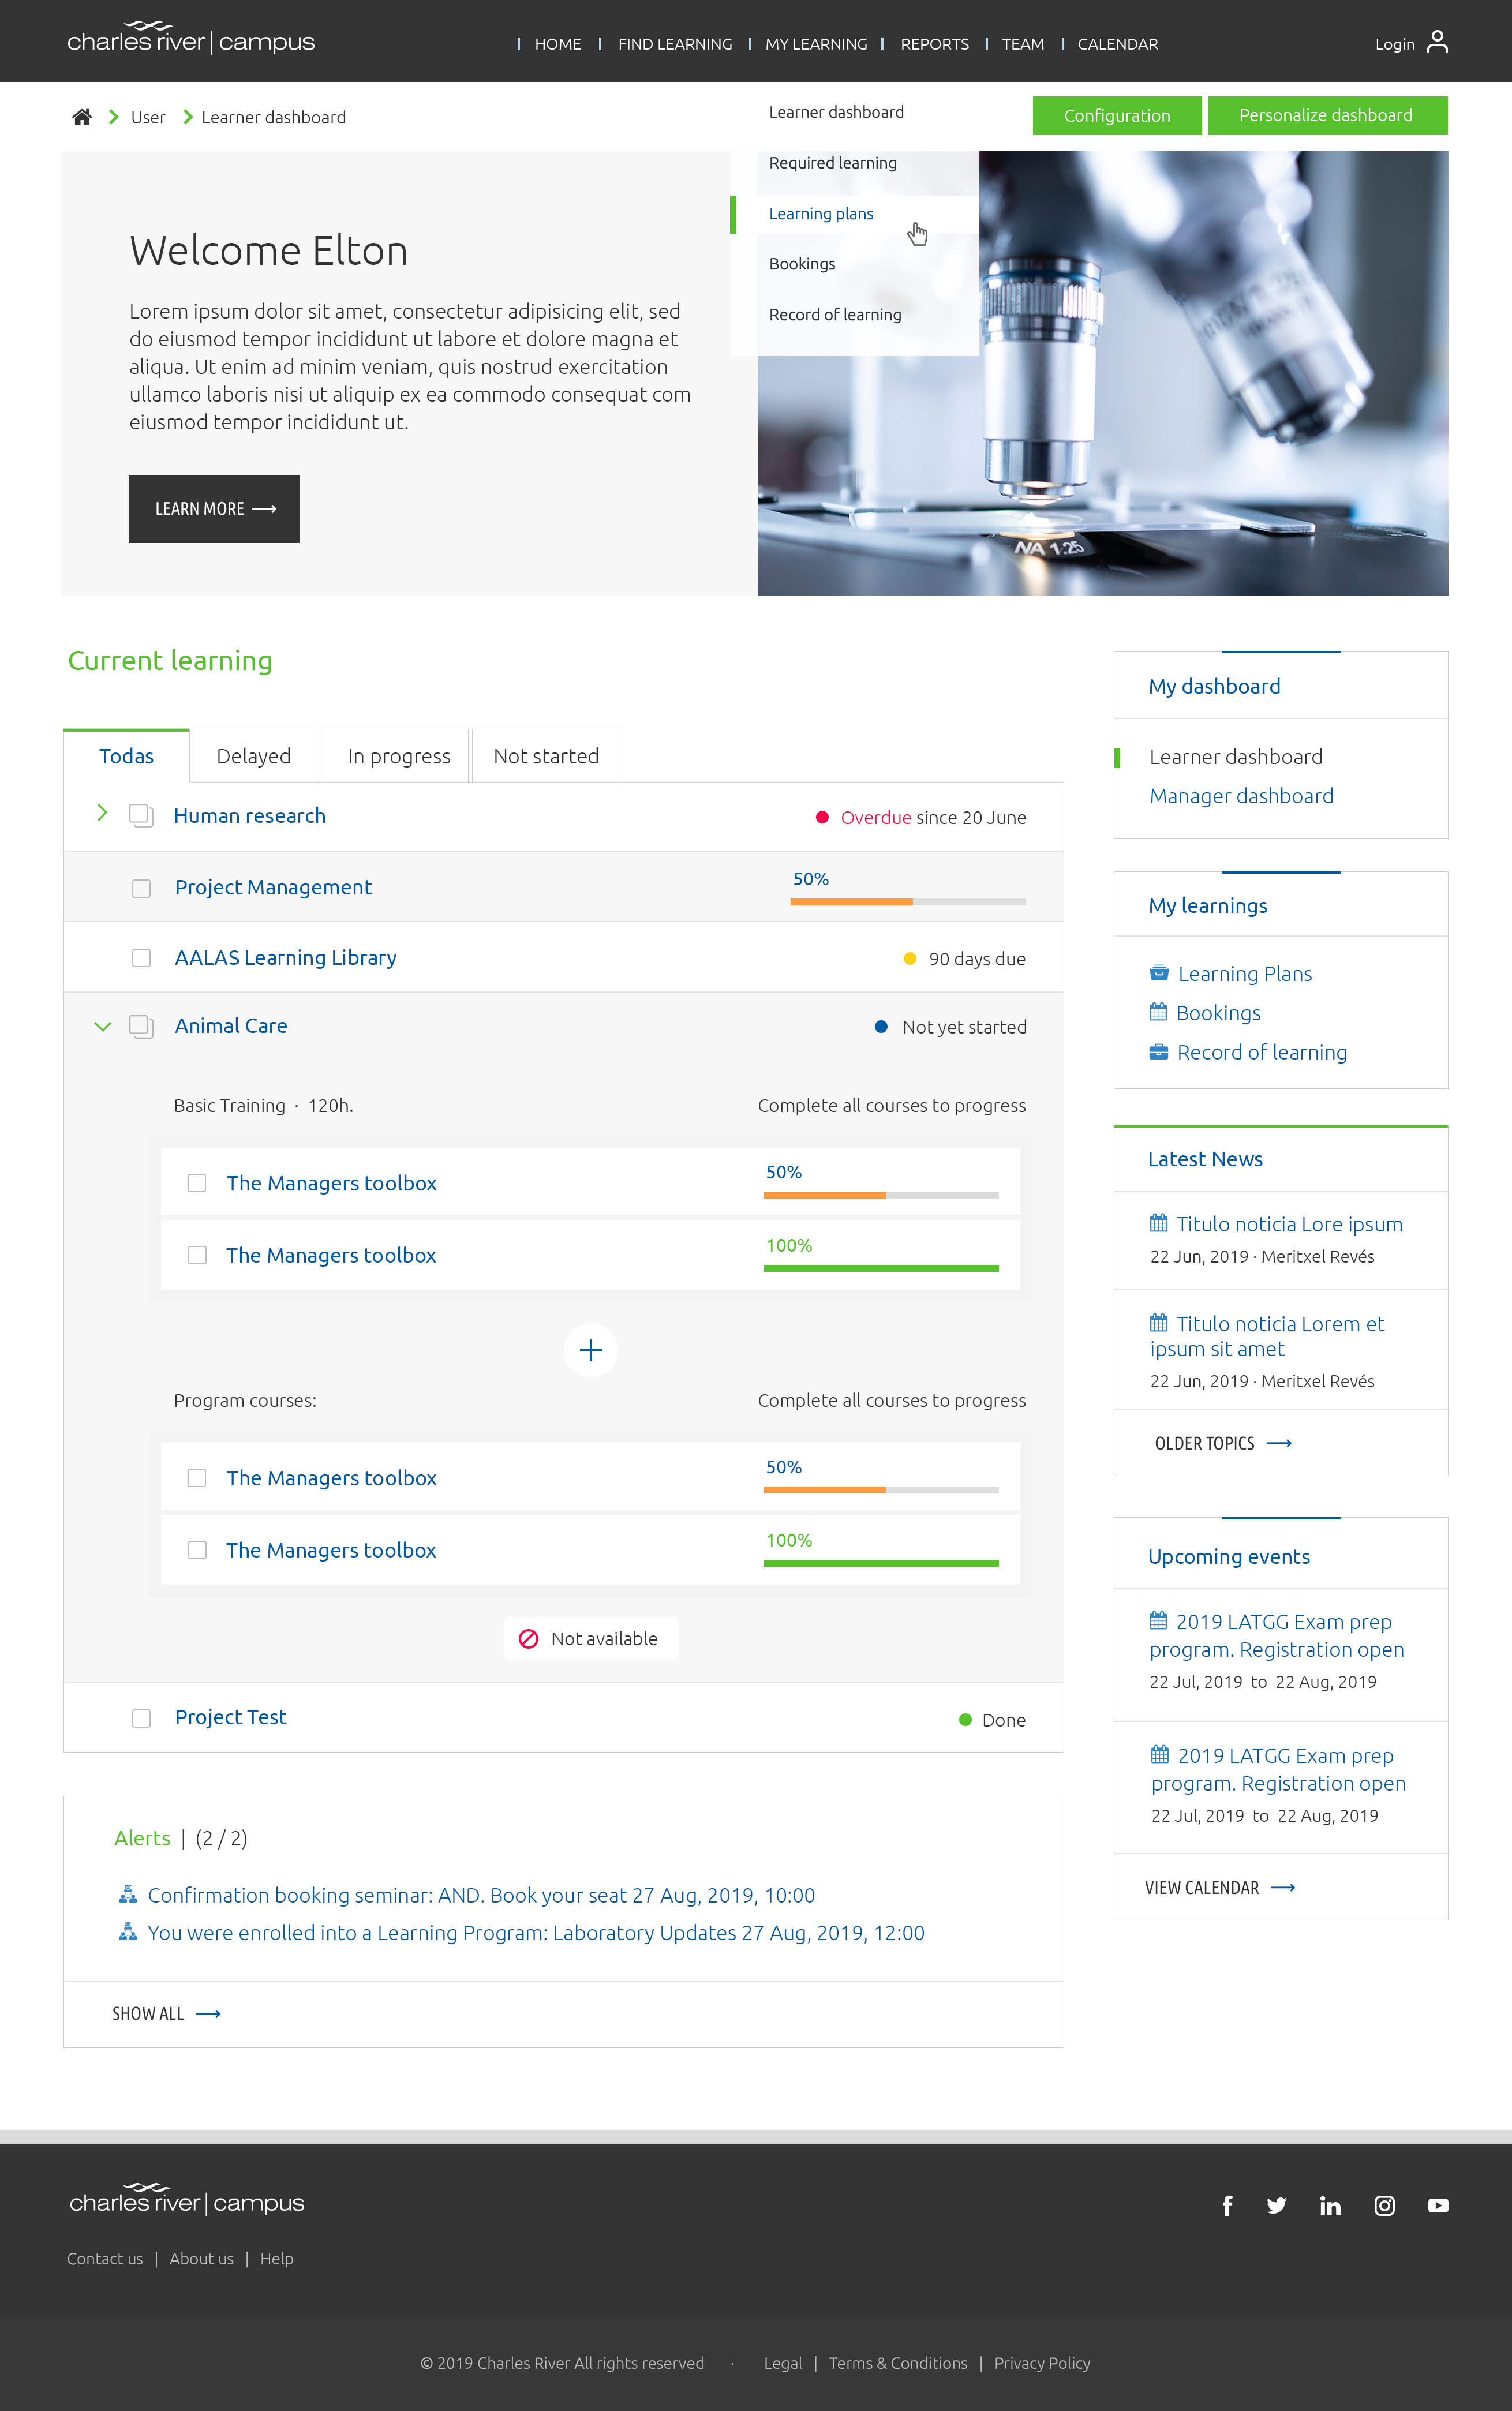 charles river | campus
| HOME | FIND LEARNING | MY LEARNING | REPORTS | TEAM | CALENDAR
Login
User
Learner dashboard
Learner dashboard
Required learning
Learning plans
Bookings
Record of learning
Configuration
Personalize dashboard
Welcome Elton
Lorem ipsum dolor sit amet, consectetur adipisicing elit, sed
do eiusmod tempor incididunt ut labore et dolore magna et
aliqua. Ut enim ad minim veniam, quis nostrud exercitation
ullamco laboris nisi ut aliquip ex ea commodo consequat com
eiusmod tempor incididunt ut.
LEARN MORE
NA 1.25
Current learning
Todas
Delayed
In progress
Not started
Human research
Overdue since 20 June
Project Management
50%
AALAS Learning Library
90 days due
Animal Care
Not yet started
Basic Training · 120h.
Complete all courses to progress
The Managers toolbox
50%
The Managers toolbox
100%
Program courses:
Complete all courses to progress
The Managers toolbox
50%
The Managers toolbox
100%
Not available
Project Test
Done
Alerts | (2 / 2)
Confirmation booking seminar: AND. Book your seat 27 Aug, 2019, 10:00
You were enrolled into a Learning Program: Laboratory Updates 27 Aug, 2019, 12:00
SHOW ALL
My dashboard
Learner dashboard
Manager dashboard
My learnings
Learning Plans
Bookings
Record of learning
Latest News
Titulo noticia Lore ipsum
22 Jun, 2019 · Meritxel Revés
Titulo noticia Lorem et
ipsum sit amet
22 Jun, 2019 · Meritxel Revés
OLDER TOPICS
Upcoming events
2019 LATGG Exam prep
program. Registration open
22 Jul, 2019 to 22 Aug, 2019
2019 LATGG Exam prep
program. Registration open
22 Jul, 2019 to 22 Aug, 2019
VIEW CALENDAR
charles river | campus
Contact us | About us | Help
© 2019 Charles River All rights reserved · Legal | Terms & Conditions | Privacy Policy